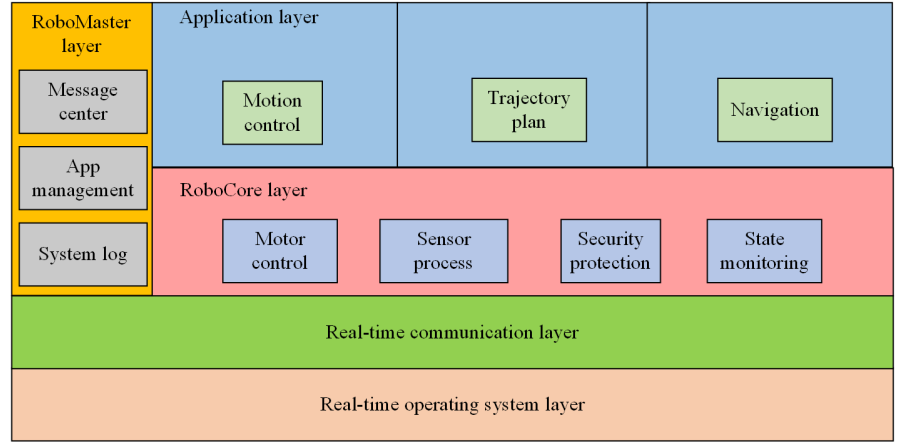 RoboMaster
layer
Message
center
App
management
System log
Application layer
Motion
control
Trajectory
plan
Navigation
RoboCore layer
Motor
control
Sensor
process
Security
protection
State
monitoring
Real-time communication layer
Real-time operating system layer